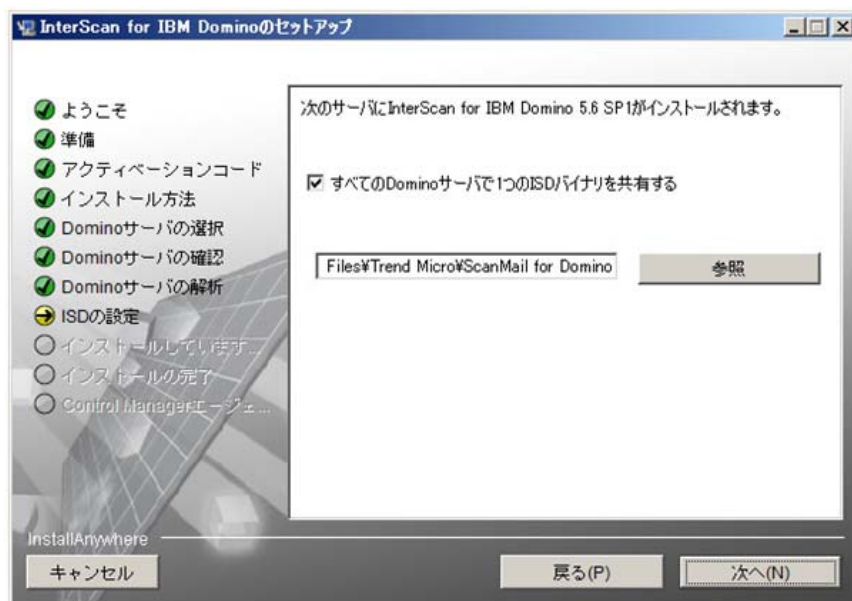 InterScan for IBM Dominoのセットアップ
ようこそ
準備
アクティベーションコード
インストール方法
Dominoサーバの選択
Dominoサーバの確認
Dominoサーバの解析
ISDの設定
インストールしています...
インストールの完了
Control Managerエージェ...
次のサーバにInterScan for IBM Domino 5.6 SP1がインストールされます。
すべてのDominoサーバで1つのISDバイナリを共有する
Files¥Trend Micro¥ScanMail for Domino
参照
InstallAnywhere
キャンセル
戻る(P)
次へ(N)